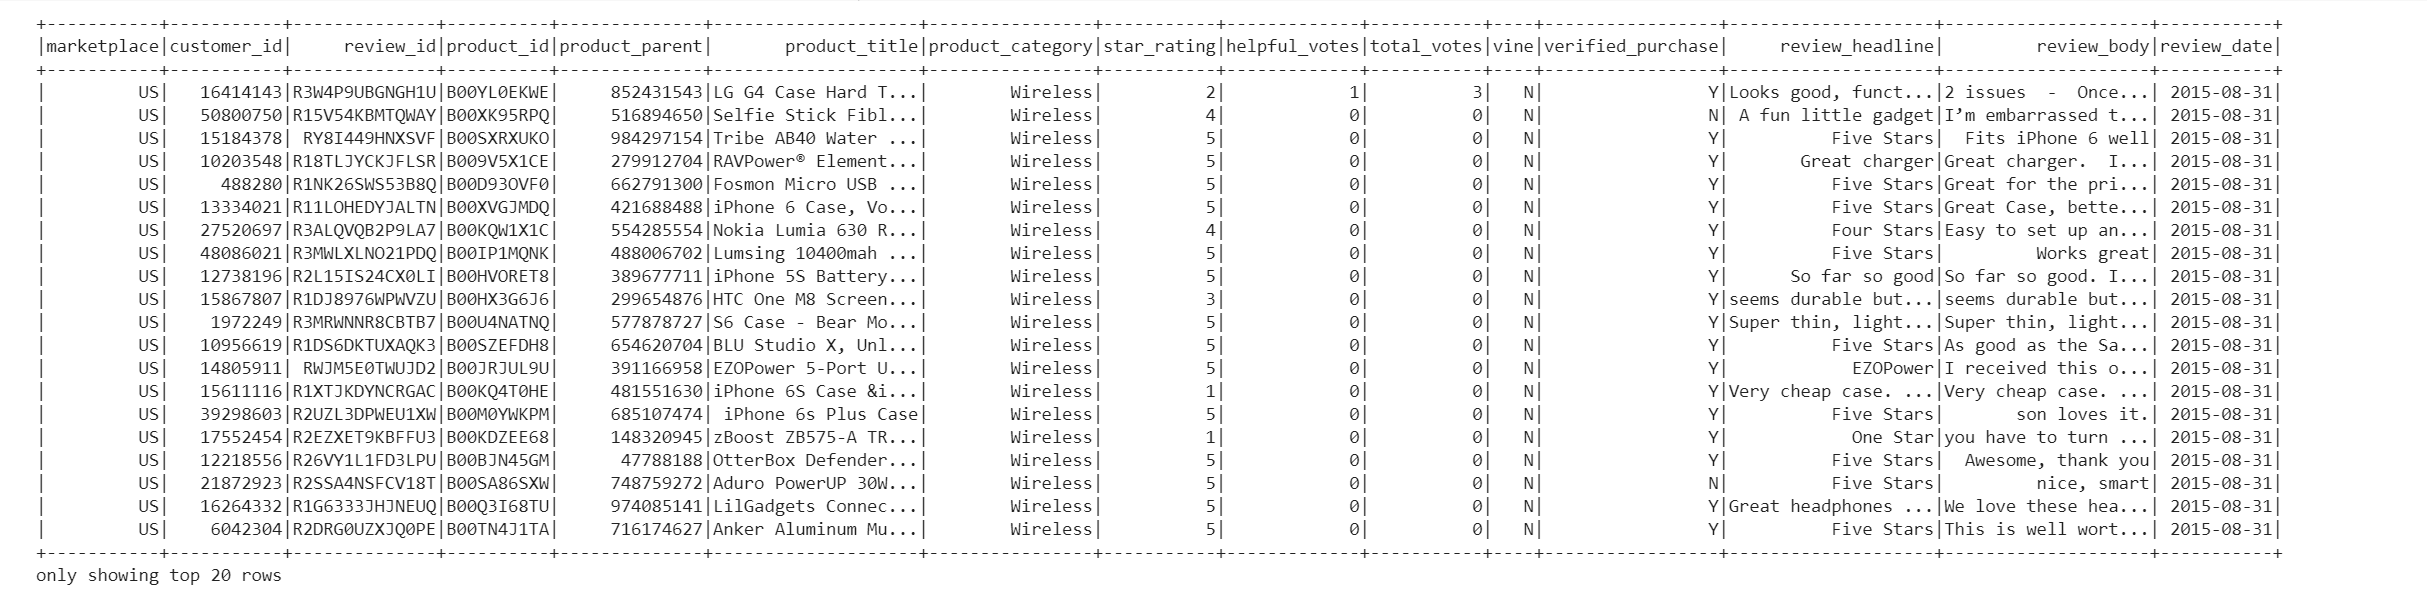 +-----------+-----------+--------------+----------+--------------+--------------------+----------------+-----------+-------------+-----------+----+-----------------+--------------------+--------------------+-----------+
|marketplace|customer_id|     review_id|product_id|product_parent|       product_title|product_category|star_rating|helpful_votes|total_votes|vine|verified_purchase|     review_headline|         review_body|review_date|
+-----------+-----------+--------------+----------+--------------+--------------------+----------------+-----------+-------------+-----------+----+-----------------+--------------------+--------------------+-----------+
|         US|   16414143|R3W4P9UBGNGH1U|B00YL0EKWE|     852431543|LG G4 Case Hard T...|        Wireless|          2|            1|          3|   N|                Y|Looks good, funct...|2 issues  -  Once...| 2015-08-31|
|         US|   50800750|R15V54KBMTQWAY|B00XK95RPQ|     516894650|Selfie Stick Fibl...|        Wireless|          4|            0|          0|   N|                N| A fun little gadget|I’m embarrassed t...| 2015-08-31|
|         US|   15184378| RY8I449HNXSVF|B00SXRXUKO|     984297154|Tribe AB40 Water ...|        Wireless|          5|            0|          0|   N|                Y|          Five Stars|  Fits iPhone 6 well| 2015-08-31|
|         US|   10203548|R18TLJYCKJFLSR|B009V5X1CE|     279912704|RAVPower® Element...|        Wireless|          5|            0|          0|   N|                Y|       Great charger|Great charger.  I...| 2015-08-31|
|         US|     488280|R1NK26SWS53B8Q|B00D93OVF0|     662791300|Fosmon Micro USB ...|        Wireless|          5|            0|          0|   N|                Y|          Five Stars|Great for the pri...| 2015-08-31|
|         US|   13334021|R11LOHEDYJALTN|B00XVGJMDQ|     421688488|iPhone 6 Case, Vo...|        Wireless|          5|            0|          0|   N|                Y|          Five Stars|Great Case, bette...| 2015-08-31|
|         US|   27520697|R3ALQVQB2P9LA7|B00KQW1X1C|     554285554|Nokia Lumia 630 R...|        Wireless|          4|            0|          0|   N|                Y|          Four Stars|Easy to set up an...| 2015-08-31|
|         US|   48086021|R3MWLXLNO21PDQ|B00IP1MQNK|     488006702|Lumsing 10400mah ...|        Wireless|          5|            0|          0|   N|                Y|          Five Stars|         Works great| 2015-08-31|
|         US|   12738196|R2L15IS24CX0LI|B00HVORET8|     389677711|iPhone 5S Battery...|        Wireless|          5|            0|          0|   N|                Y|      So far so good|So far so good. I...| 2015-08-31|
|         US|   15867807|R1DJ8976WPWVZU|B00HX3G6J6|     299654876|HTC One M8 Screen...|        Wireless|          3|            0|          0|   N|                Y|seems durable but...|seems durable but...| 2015-08-31|
|         US|    1972249|R3MRWNNR8CBTB7|B00U4NATNQ|     577878727|S6 Case - Bear Mo...|        Wireless|          5|            0|          0|   N|                Y|Super thin, light...|Super thin, light...| 2015-08-31|
|         US|   10956619|R1DS6DKTUXAQK3|B00SZEFDH8|     654620704|BLU Studio X, Unl...|        Wireless|          5|            0|          0|   N|                Y|          Five Stars|As good as the Sa...| 2015-08-31|
|         US|   14805911| RWJM5E0TWUJD2|B00JRJUL9U|     391166958|EZOPower 5-Port U...|        Wireless|          5|            0|          0|   N|                Y|            EZOPower|I received this o...| 2015-08-31|
|         US|   15611116|R1XTJKDYNCRGAC|B00KQ4T0HE|     481551630|iPhone 6S Case &i...|        Wireless|          1|            0|          0|   N|                Y|Very cheap case. ...|Very cheap case. ...| 2015-08-31|
|         US|   39298603|R2UZL3DPWEU1XW|B00M0YWKPM|     685107474| iPhone 6s Plus Case|        Wireless|          5|            0|          0|   N|                Y|          Five Stars|       son loves it.| 2015-08-31|
|         US|   17552454|R2EZXET9KBFFU3|B00KDZEE68|     148320945|zBoost ZB575-A TR...|        Wireless|          1|            0|          0|   N|                Y|            One Star|you have to turn ...| 2015-08-31|
|         US|   12218556|R26VY1L1FD3LPU|B00BJN45GM|      47788188|OtterBox Defender...|        Wireless|          5|            0|          0|   N|                Y|          Five Stars|  Awesome, thank you| 2015-08-31|
|         US|   21872923|R2SSA4NSFCV18T|B00SA86SXW|     748759272|Aduro PowerUP 30W...|        Wireless|          5|            0|          0|   N|                N|          Five Stars|         nice, smart| 2015-08-31|
|         US|   16264332|R1G6333JHJNEUQ|B00Q3I68TU|     974085141|LilGadgets Connec...|        Wireless|          5|            0|          0|   N|                Y|Great headphones ...|We love these hea...| 2015-08-31|
|         US|    6042304|R2DRG0UZXJQ0PE|B00TN4J1TA|     716174627|Anker Aluminum Mu...|        Wireless|          5|            0|          0|   N|                Y|          Five Stars|This is well wort...| 2015-08-31|
+-----------+-----------+--------------+----------+--------------+--------------------+----------------+-----------+-------------+-----------+----+-----------------+--------------------+--------------------+-----------+
only showing top 20 rows